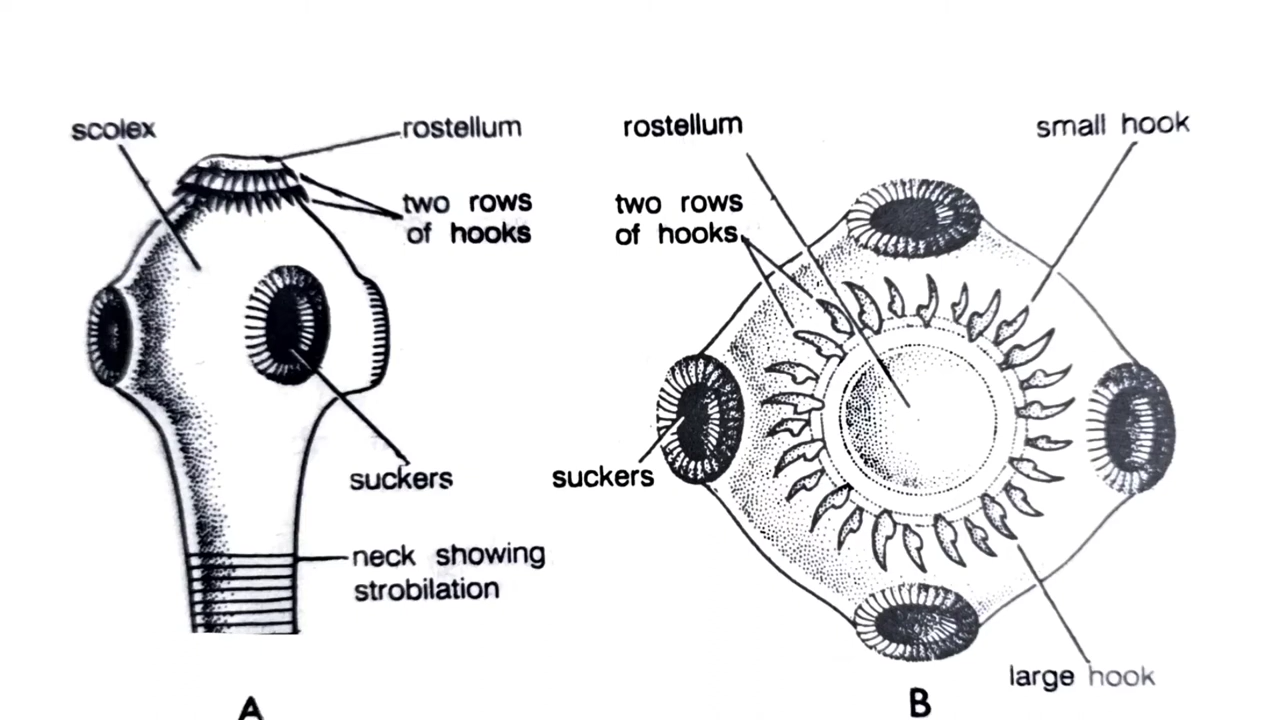 scolex
rostellum
two rows
of hooks
suckers
neck showing
strobilation
A
rostellum
small hook
two rows
of hooks
suckers
large hook
B